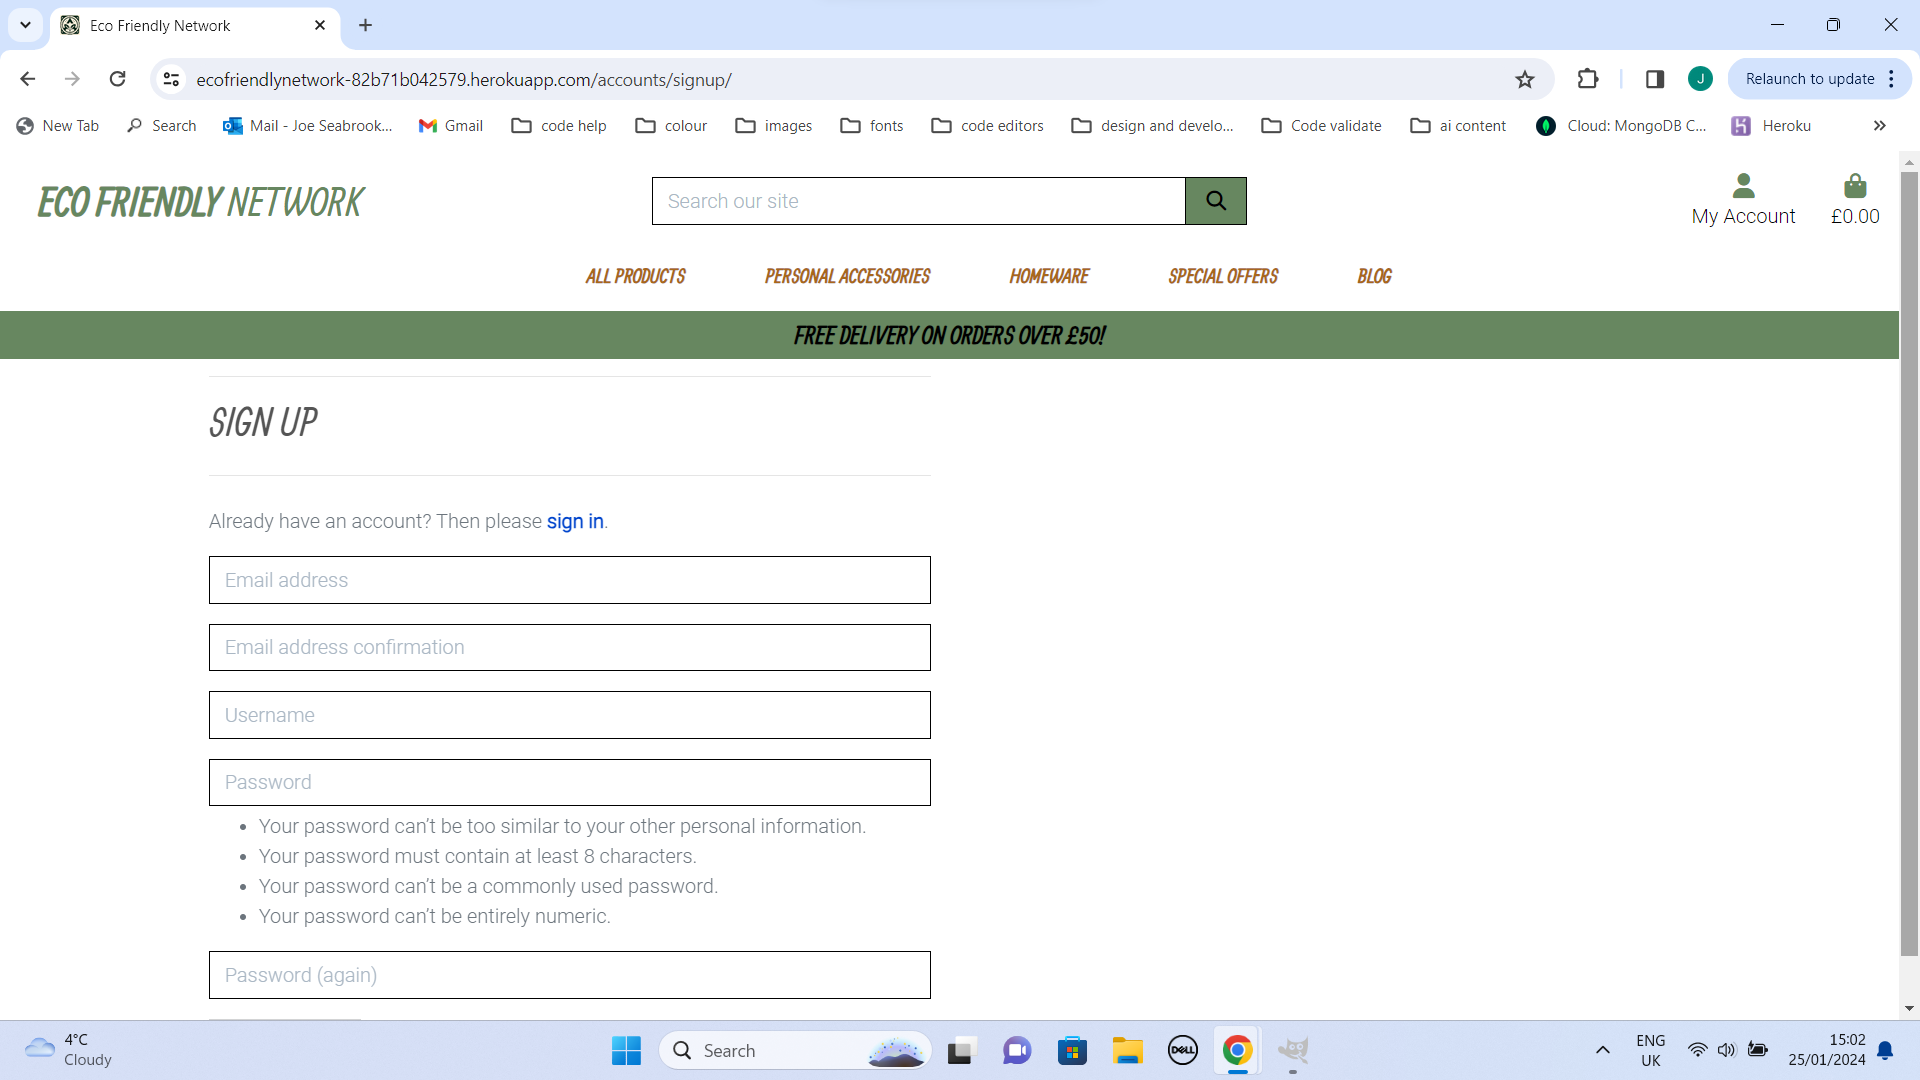 Eco Friendly Network
ecofriendlynetwork-82b71b042579.herokuapp.com/accounts/signup/
J
Relaunch to update
New Tab
Search
Mail - Joe Seabrook...
Gmail
code help
colour
images
fonts
code editors
design and develo...
Code validate
ai content
Cloud: MongoDB C...
Heroku
ECO FRIENDLY NETWORK
Search our site
My Account
£0.00
ALL PRODUCTS
PERSONAL ACCESSORIES
HOMEWARE
SPECIAL OFFERS
BLOG
FREE DELIVERY ON ORDERS OVER £50!
SIGN UP
Already have an account? Then please sign in.
Email address
Email address confirmation
Username
Password
• Your password can’t be too similar to your other personal information.
• Your password must contain at least 8 characters.
• Your password can’t be a commonly used password.
• Your password can’t be entirely numeric.
Password (again)
4°C
Cloudy
Search
DELL
ENG
UK
15:02
25/01/2024